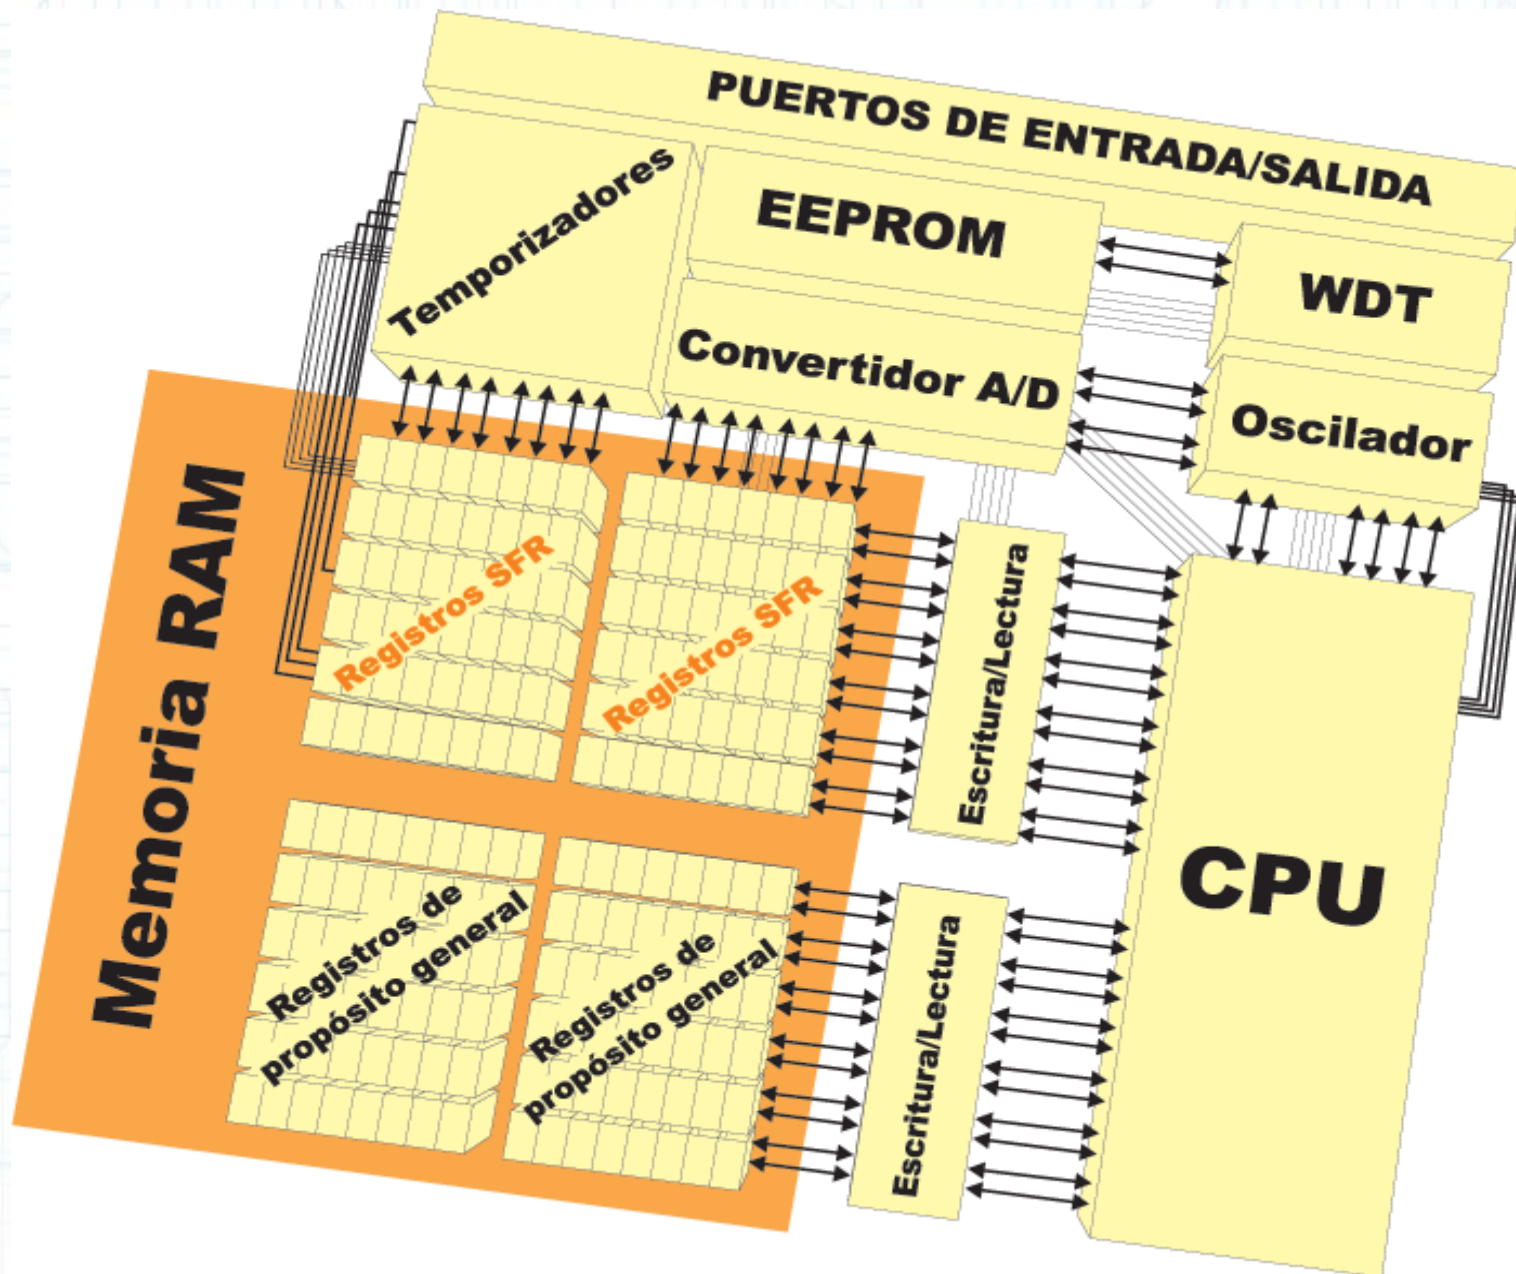 PUERTOS DE ENTRADA/SALIDA
Temporizadores
EEPROM
WDT
Convertidor A/D
Oscilador
Memoria RAM
Registros SFR
Registros SFR
Escritura/Lectura
CPU
Registros de
propósito general
Registros de
propósito general
Escritura/Lectura